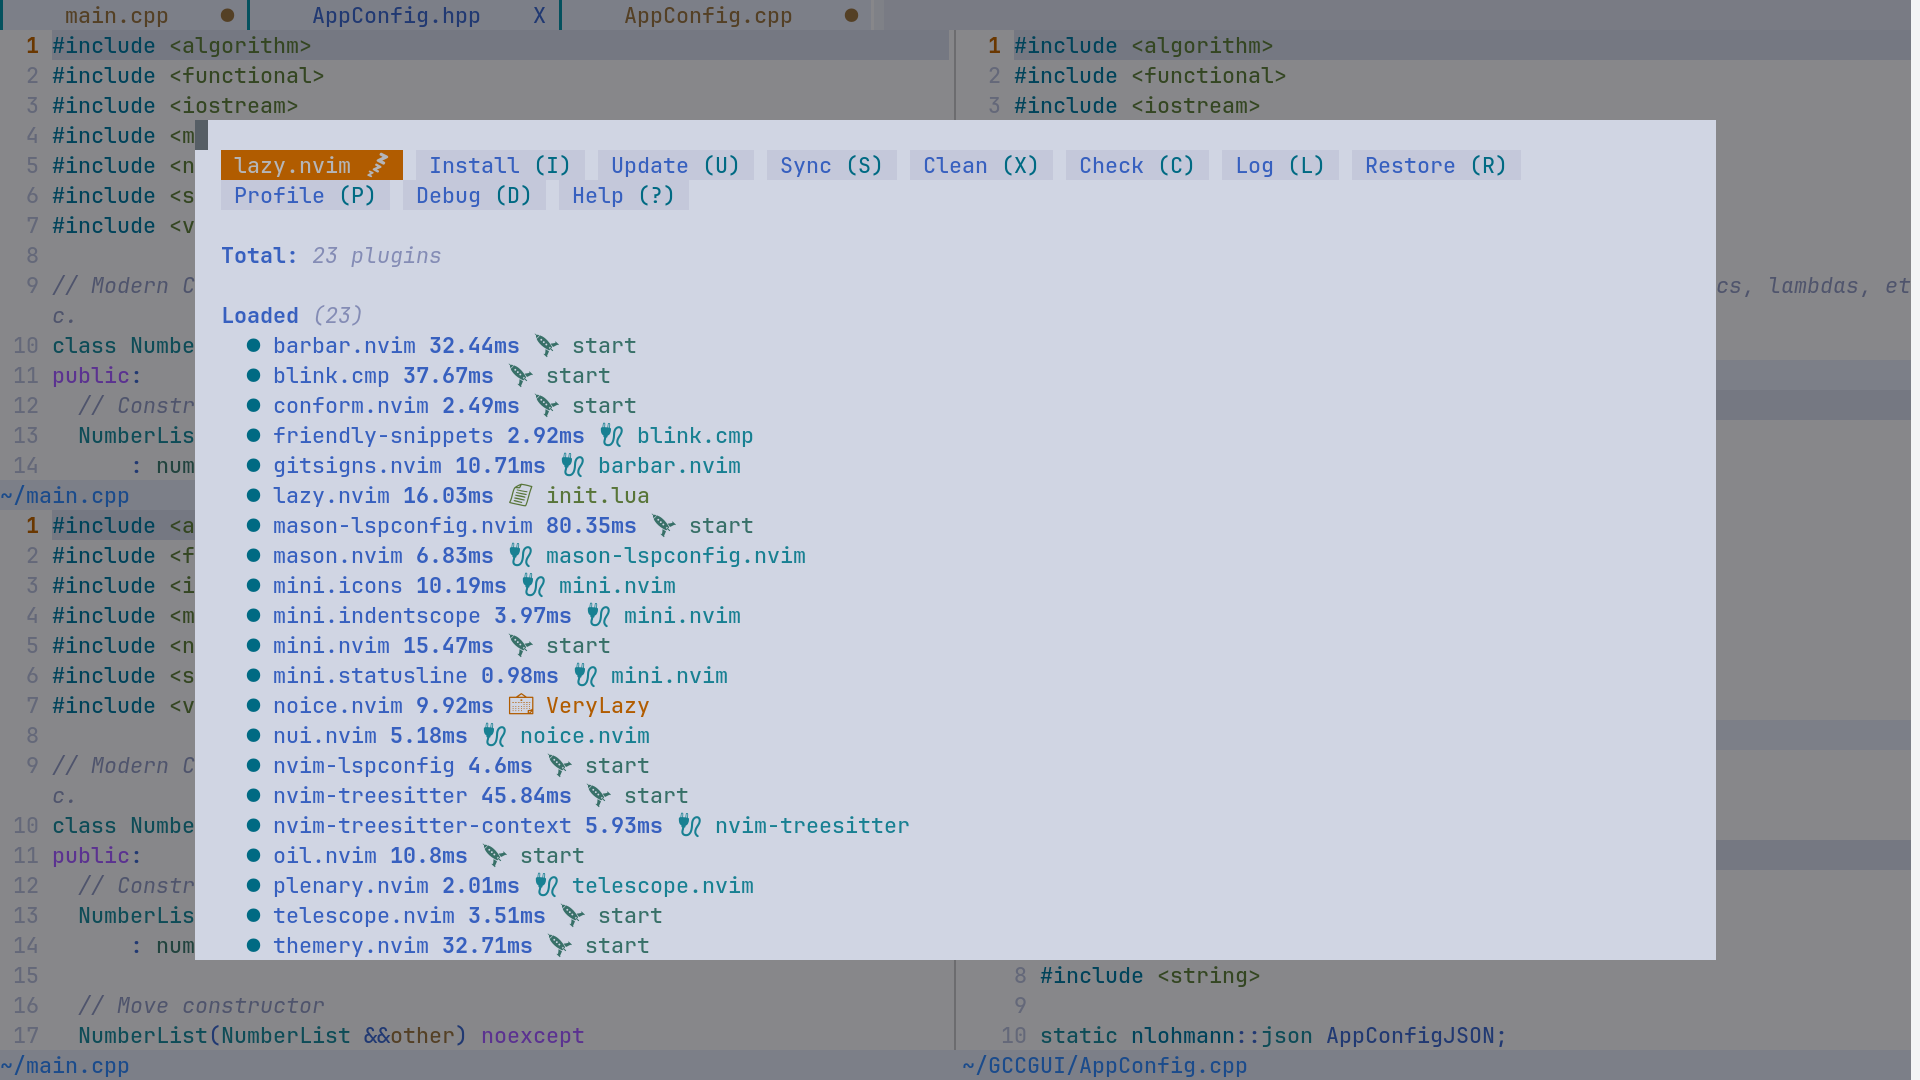 main.cpp ● AppConfig.hpp X AppConfig.cpp ●
1 #include <algorithm>
2 #include <functional>
3 #include <iostream>
4 #include <m
5 #include <n
6 #include <s
7 #include <v
8
9 // Modern C
c.
10 class Numbe
11 public:
12 // Constr
13 NumberLis
14 : num
~/main.cpp
1 #include <a
2 #include <f
3 #include <i
4 #include <m
5 #include <n
6 #include <s
7 #include <v
8
9 // Modern C
c.
10 class Numbe
11 public:
12 // Constr
13 NumberLis
14 : num
15
16 // Move constructor
17 NumberList(NumberList &&other) noexcept
~/main.cpp
1 #include <algorithm>
2 #include <functional>
3 #include <iostream>
cs, lambdas, et
8 #include <string>
9
10 static nlohmann::json AppConfigJSON;
~/GCCGUI/AppConfig.cpp
lazy.nvim 💤 Install (I) Update (U) Sync (S) Clean (X) Check (C) Log (L) Restore (R)
Profile (P) Debug (D) Help (?)
Total: 23 plugins
Loaded (23)
● barbar.nvim 32.44ms start
● blink.cmp 37.67ms start
● conform.nvim 2.49ms start
● friendly-snippets 2.92ms blink.cmp
● gitsigns.nvim 10.71ms barbar.nvim
● lazy.nvim 16.03ms init.lua
● mason-lspconfig.nvim 80.35ms start
● mason.nvim 6.83ms mason-lspconfig.nvim
● mini.icons 10.19ms mini.nvim
● mini.indentscope 3.97ms mini.nvim
● mini.nvim 15.47ms start
● mini.statusline 0.98ms mini.nvim
● noice.nvim 9.92ms VeryLazy
● nui.nvim 5.18ms noice.nvim
● nvim-lspconfig 4.6ms start
● nvim-treesitter 45.84ms start
● nvim-treesitter-context 5.93ms nvim-treesitter
● oil.nvim 10.8ms start
● plenary.nvim 2.01ms telescope.nvim
● telescope.nvim 3.51ms start
● themery.nvim 32.71ms start